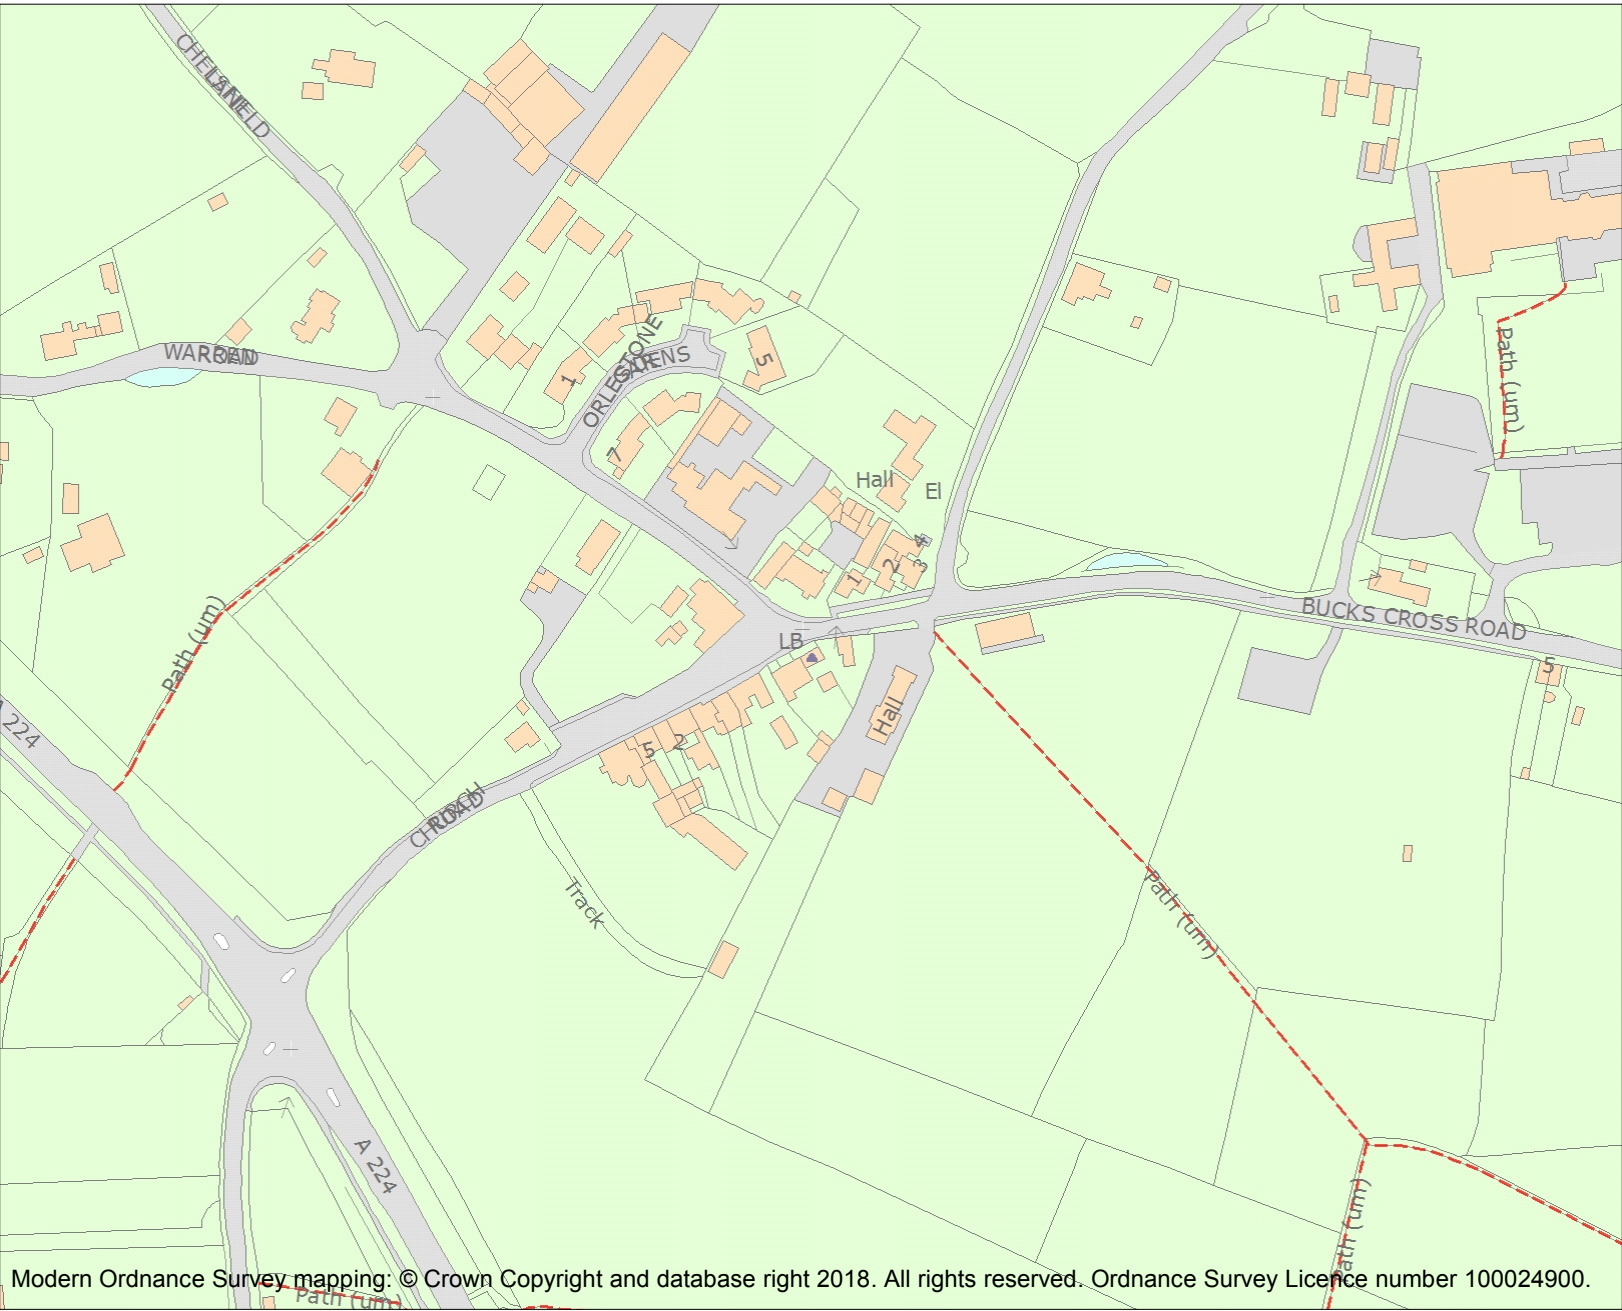 CHELSFIELD
LANE
WARREN
ROAD
ORLESTONE
GARDENS
1
5
7
Hall
El
4
3
2
1
Path (um)
BUCKS CROSS ROAD
5
LB
Hall
Path (um)
A 224
5
2
CHURCH
ROAD
Track
Path (um)
A 224
Path (um)
Path (um)
Modern Ordnance Survey mapping: © Crown Copyright and database right 2018. All rights reserved. Ordnance Survey Licence number 100024900.